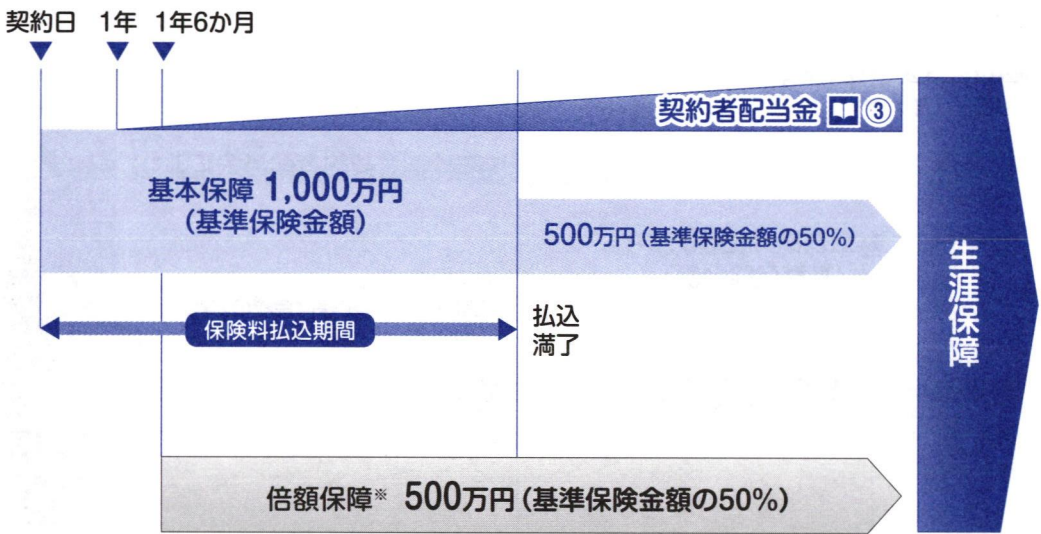 契約日 1年 1年6か月
契約者配当金 ③
基本保障 1,000万円
(基準保険金額)
500万円(基準保険金額の50%)
保険料払込期間
払込
満了
生涯保障
倍額保障※ 500万円(基準保険金額の50%)